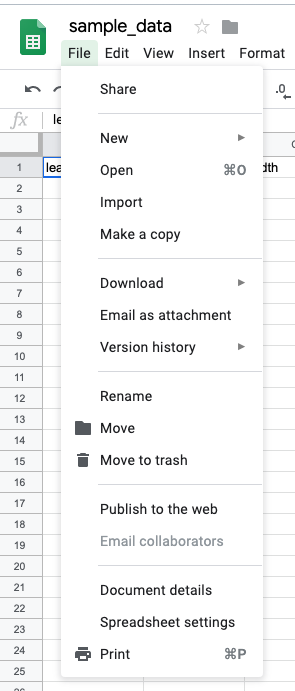 sample_data
File Edit View Insert Format
Share
.0
fx
New
Open ⌘O
1
2
Import
3
Make a copy
4
5
6
Download
7
Email as attachment
8
Version history
9
10
11
Rename
12
13
Move
14
Move to trash
15
16
17
Publish to the web
18
Email collaborators
19
20
Document details
21
22
Spreadsheet settings
23
Print ⌘P
24
25
26